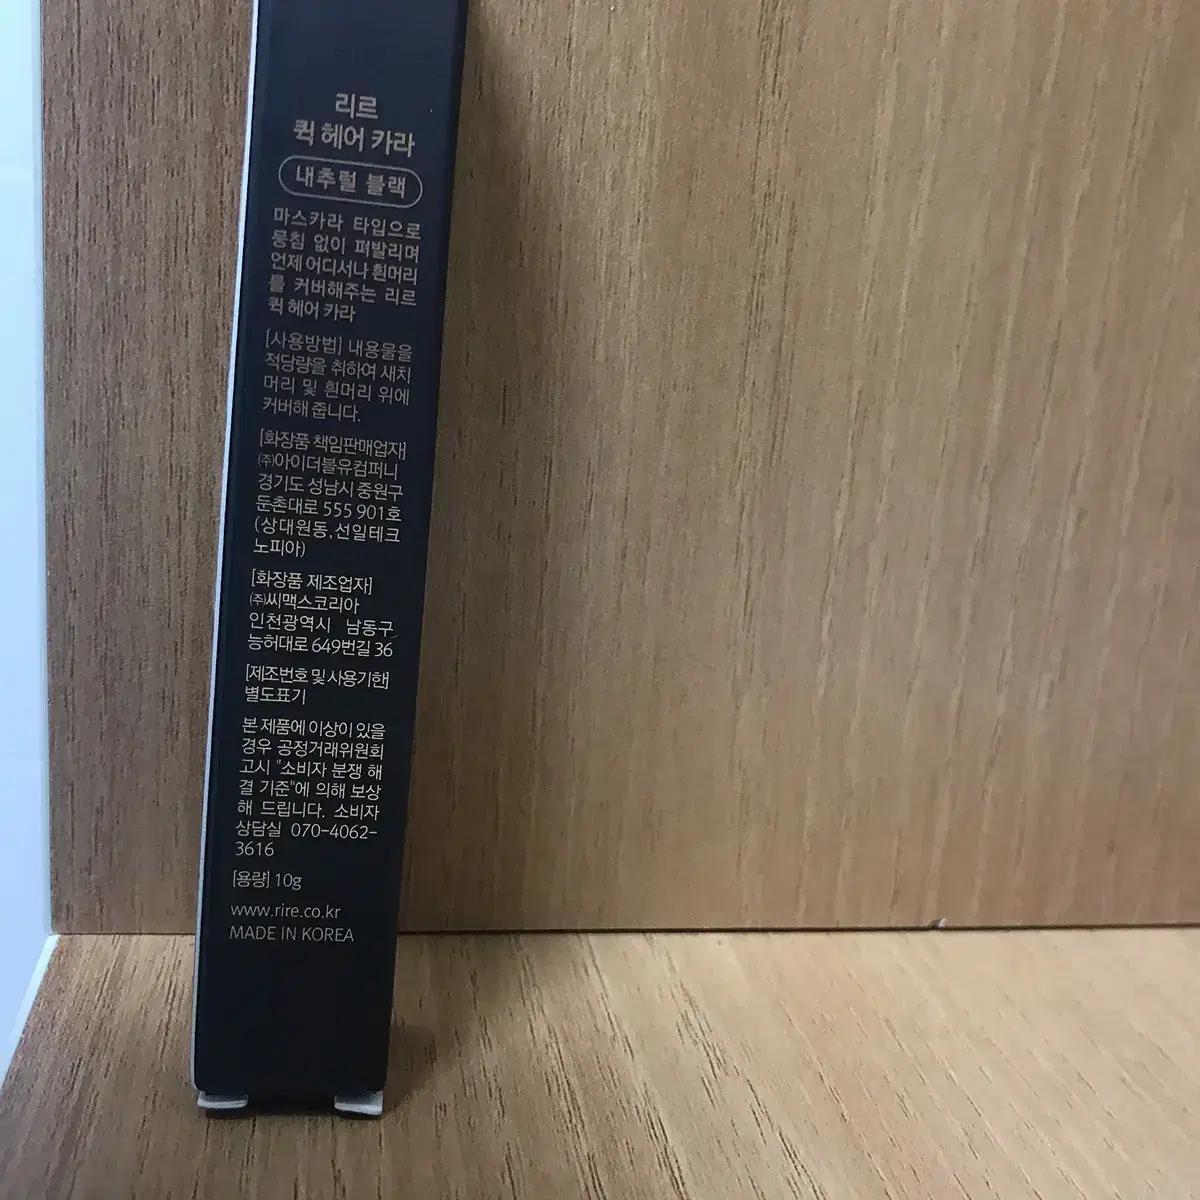 리르
퀵 헤어 카라
내추럴 블랙
마스카라 타입으로
뭉침 없이 펴발리며
언제 어디서나 흰머리
를 커버해주는 리르
퀵 헤어 카라
[사용방법] 내용물을
적당량을 취하여 새치
머리 및 흰머리 위에
커버해 줍니다.
[화장품 책임판매업자]
㈜아이더블유컴퍼니
경기도 성남시 중원구
둔촌대로 555 901호
(상대원동,선일테크
노피아)
[화장품 제조업자]
㈜씨맥스코리아
인천광역시 남동구
능허대로 649번길 36
[제조번호 및 사용기한]
별도표기
본 제품에 이상이 있을
경우 공정거래위원회
고시 "소비자 분쟁 해
결 기준"에 의해 보상
해 드립니다. 소비자
상담실 070-4062-
3616
[용량] 10g
www.rire.co.kr
MADE IN KOREA